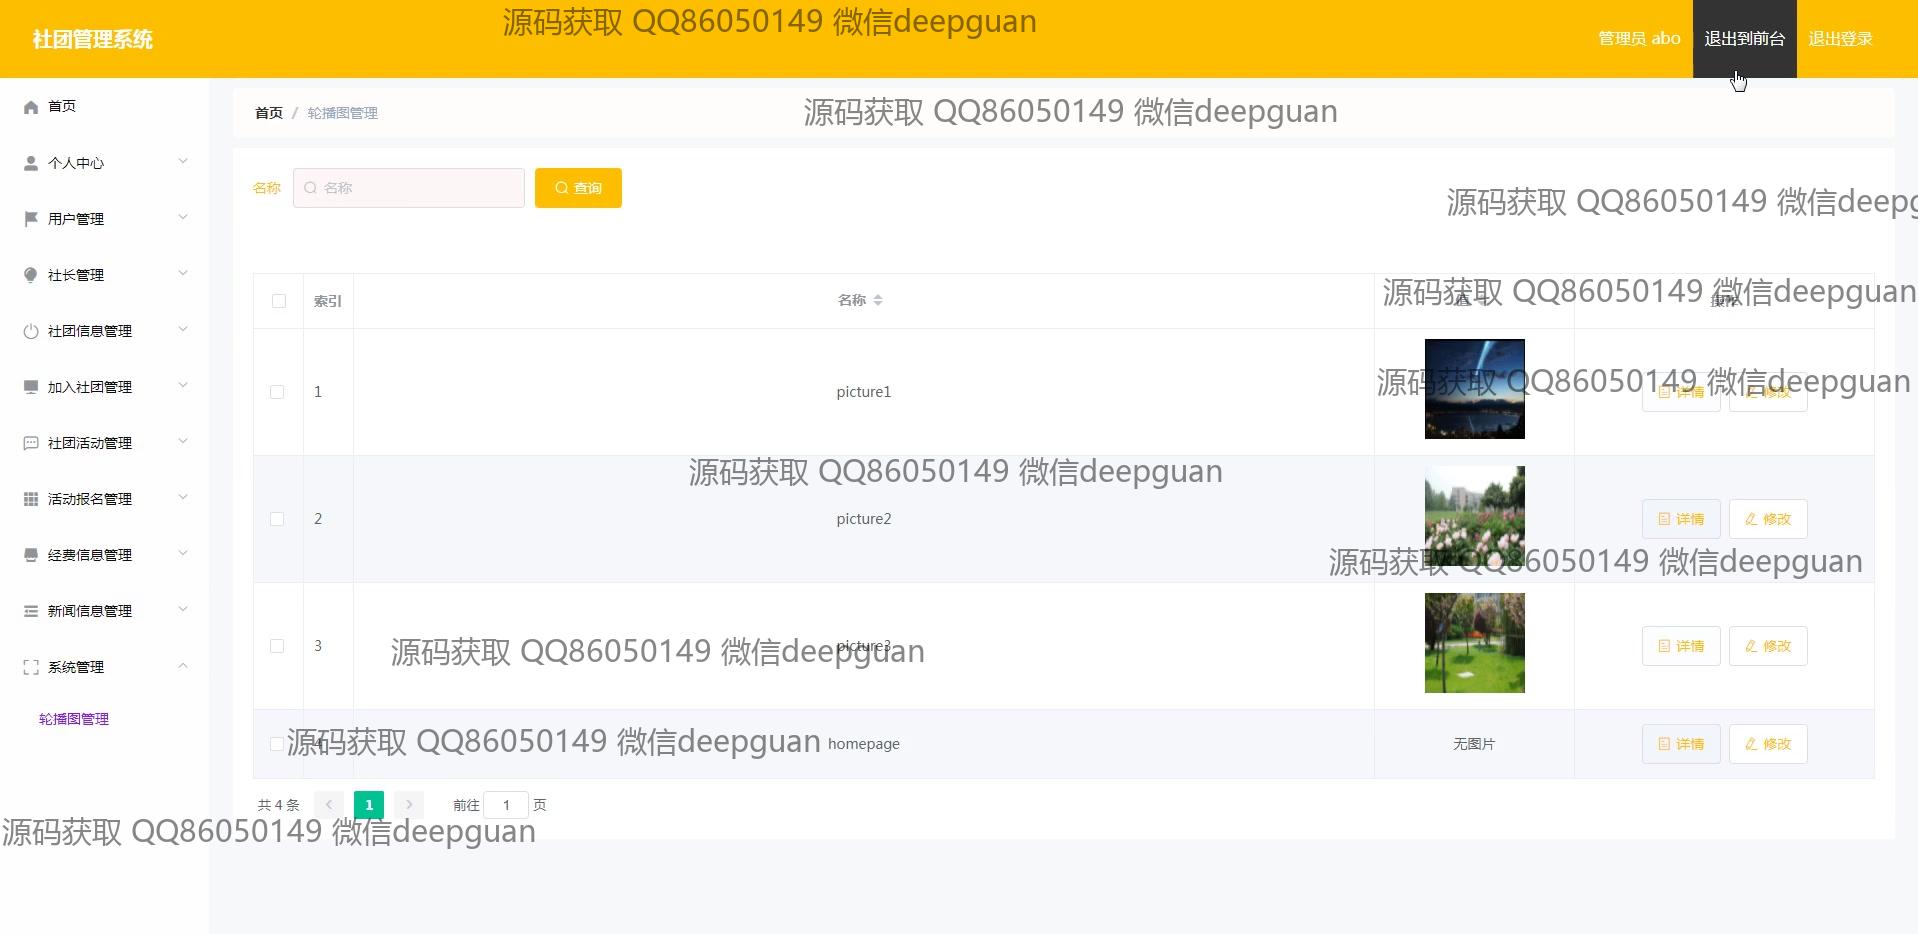 源码获取 QQ86050149 微信deepguan
社团管理系统
管理员 abo
退出到前台
退出登录
首页
首页 / 轮播图管理
源码获取 QQ86050149 微信deepguan
个人中心
名称
名称
查询
源码获取 QQ86050149 微信deepg
用户管理
社长管理
索引
名称
值
操作
源码获取 QQ86050149 微信deepguan
社团信息管理
加入社团管理
1
picture1
详情
修改
源码获取 QQ86050149 微信deepguan
社团活动管理
源码获取 QQ86050149 微信deepguan
活动报名管理
2
picture2
详情
修改
经费信息管理
源码获取 QQ86050149 微信deepguan
新闻信息管理
3
picture3
详情
修改
源码获取 QQ86050149 微信deepguan
系统管理
轮播图管理
4
homepage
无图片
详情
修改
源码获取 QQ86050149 微信deepguan
共 4 条
1
前往 1 页
源码获取 QQ86050149 微信deepguan